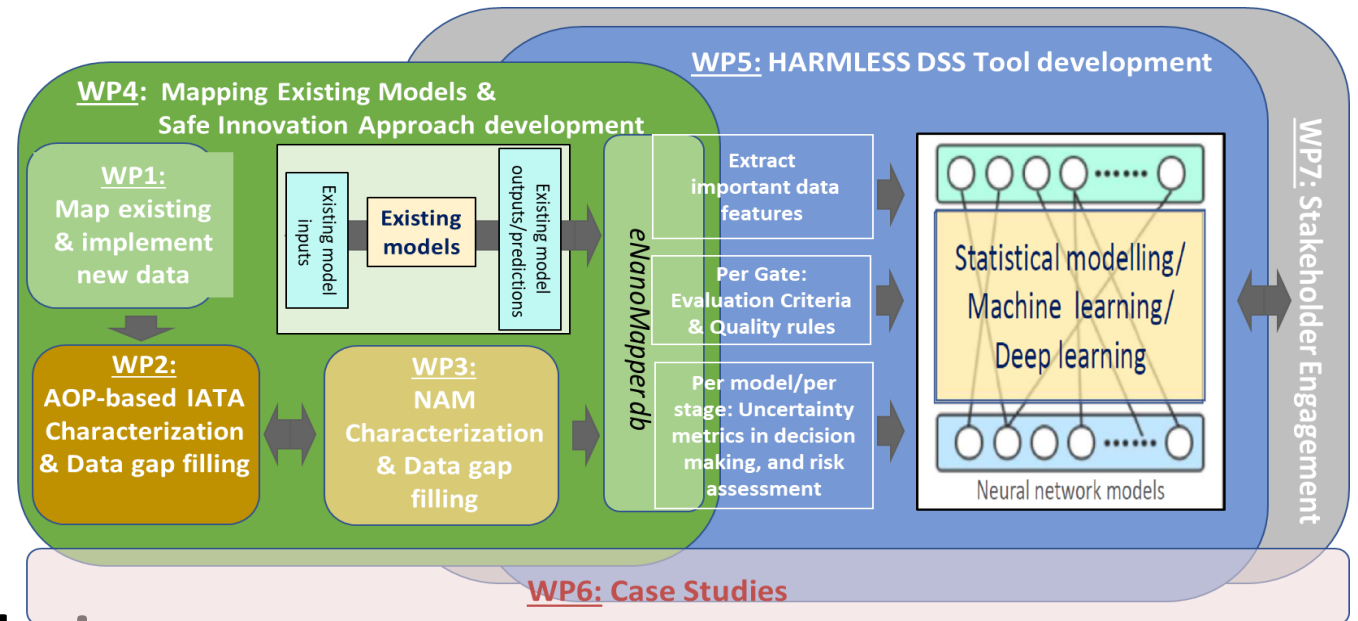 WP4: Mapping Existing Models &
Safe Innovation Approach development
WP1:
Map existing
& implement
new data
Existing model
inputs
Existing
models
Existing model
outputs/predictions
WP2:
AOP-based IATA
Characterization
& Data gap filling
WP3:
NAM
Characterization
& Data gap
filling
eNanoMapper db
WP5: HARMLESS DSS Tool development
Extract
important data
features
Per Gate:
Evaluation Criteria
& Quality rules
Per model/per
stage: Uncertainty
metrics in decision
making, and risk
assessment
Statistical modelling/
Machine learning/
Deep learning
Neural network models
WP7: Stakeholder Engagement
WP6: Case Studies